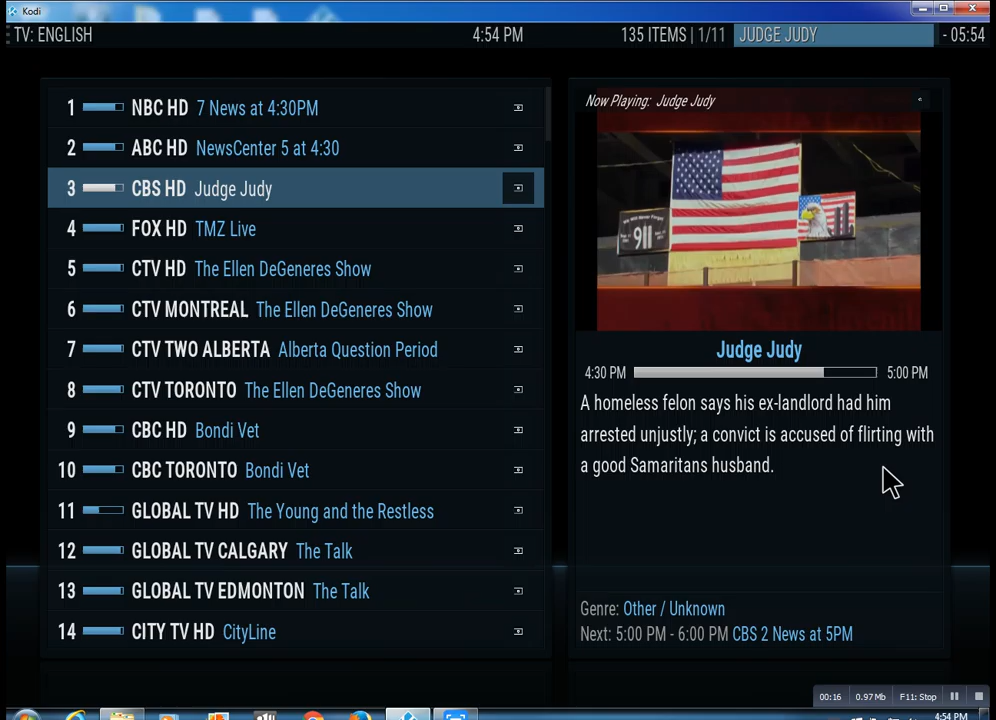 Kodi
TV: ENGLISH
4:54 PM
135 ITEMS | 1/11
JUDGE JUDY
- 05:54
1 NBC HD 7 News at 4:30PM
2 ABC HD NewsCenter 5 at 4:30
3 CBS HD Judge Judy
4 FOX HD TMZ Live
5 CTV HD The Ellen DeGeneres Show
6 CTV MONTREAL The Ellen DeGeneres Show
7 CTV TWO ALBERTA Alberta Question Period
8 CTV TORONTO The Ellen DeGeneres Show
9 CBC HD Bondi Vet
10 CBC TORONTO Bondi Vet
11 GLOBAL TV HD The Young and the Restless
12 GLOBAL TV CALGARY The Talk
13 GLOBAL TV EDMONTON The Talk
14 CITY TV HD CityLine
Now Playing: Judge Judy
We Will Never Forget
911
Judge Judy
4:30 PM 5:00 PM
A homeless felon says his ex-landlord had him
arrested unjustly; a convict is accused of flirting with
a good Samaritans husband.
Genre: Other / Unknown
Next: 5:00 PM - 6:00 PM CBS 2 News at 5PM
00:16 0.97 Mb F11: Stop
4:54 PM